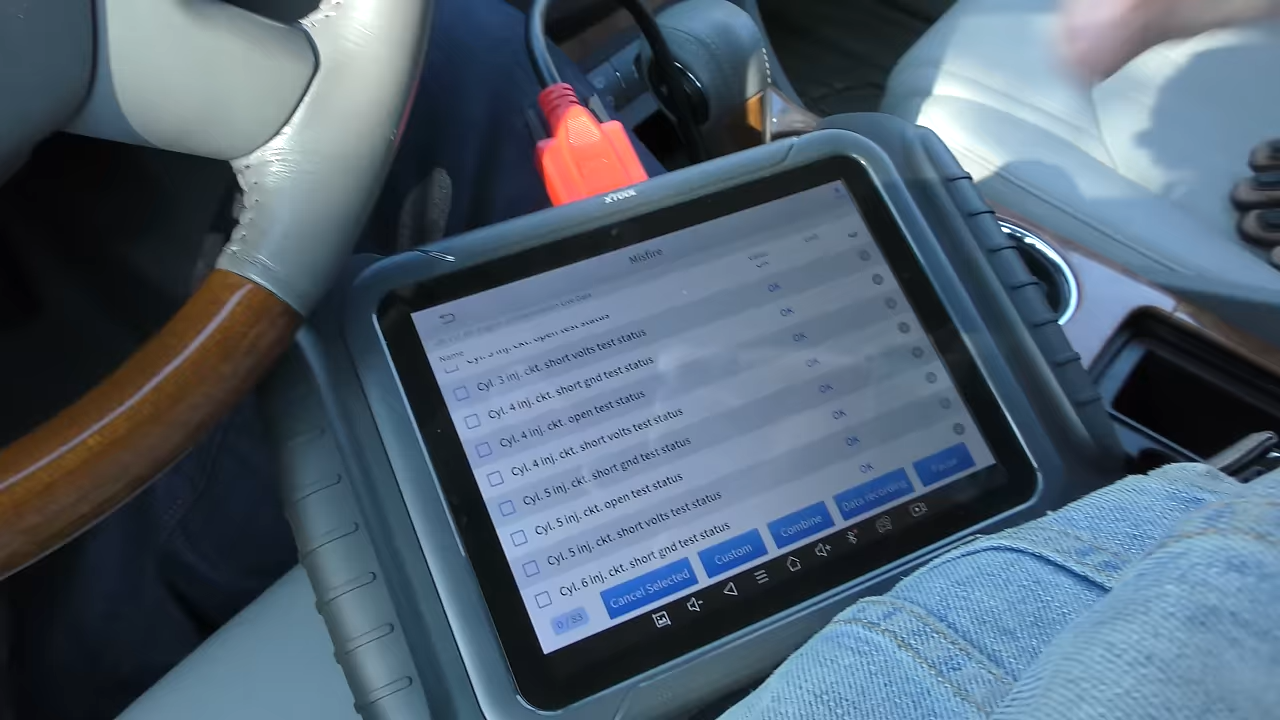 XTOOL
Misfire
Name
Cyl. 3 inj. ckt. open test status
OK
Cyl. 3 inj. ckt. short volts test status
OK
Cyl. 4 inj. ckt. short gnd test status
OK
Cyl. 4 inj. ckt. open test status
OK
Cyl. 4 inj. ckt. short volts test status
OK
Cyl. 5 inj. ckt. short gnd test status
OK
Cyl. 5 inj. ckt. open test status
OK
Cyl. 5 inj. ckt. short volts test status
OK
Cyl. 6 inj. ckt. short gnd test status
0 / 83
Cancel Selected
Custom
Combine
Data recording
Pause